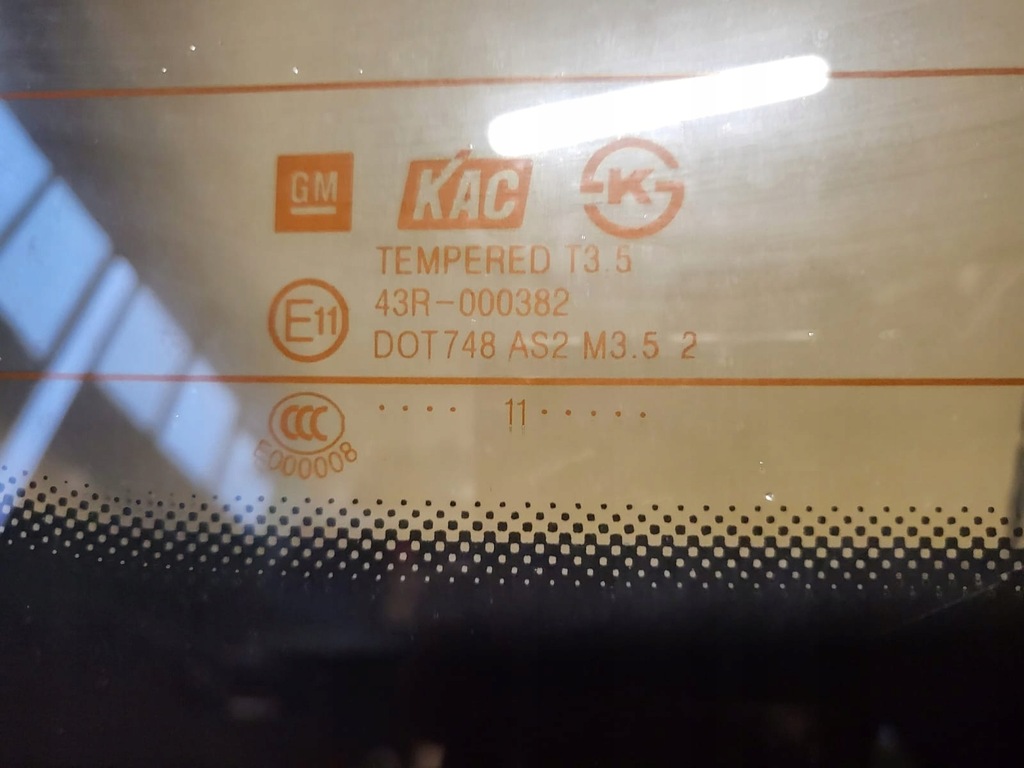 GM KAC K
TEMPERED T3.5
E11 43R-000382
DOT748 AS2 M3.5 2
CCC •••• 11 •••••
E000008